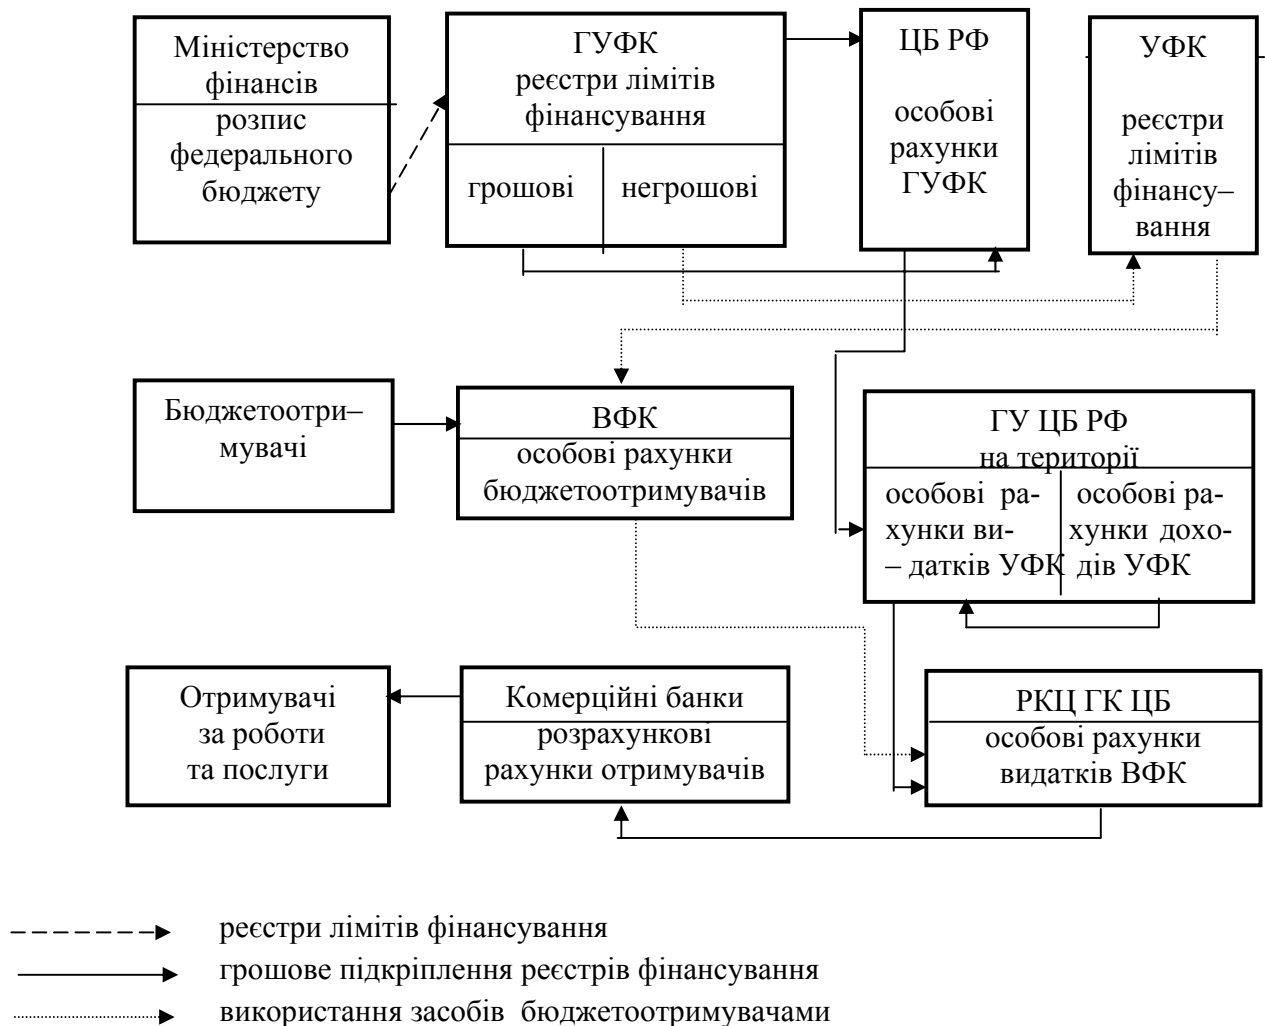 Міністерство
фінансів
розпис
федерального
бюджету
ГУФК
реєстри лімітів
фінансування
грошові
негрошові
ЦБ РФ
особові
рахунки
ГУФК
УФК
реєстри
лімітів
фінансу–
вання
Бюджетоотри–
мувачі
ВФК
особові рахунки
бюджетоотримувачів
ГУ ЦБ РФ
на території
особові ра-
хунки ви-
– датків УФК
особові ра-
хунки дохо-
дів УФК
Отримувачі
за роботи
та послуги
Комерційні банки
розрахункові
рахунки отримувачів
РКЦ ГК ЦБ
особові рахунки
видатків ВФК
реєстри лімітів фінансування
грошове підкріплення реєстрів фінансування
використання засобів бюджетоотримувачами